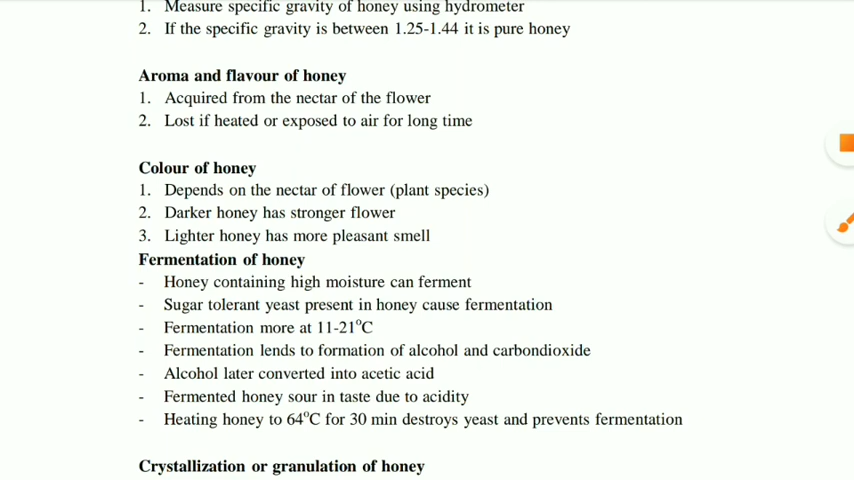 1. Measure specific gravity of honey using hydrometer
2. If the specific gravity is between 1.25-1.44 it is pure honey
Aroma and flavour of honey
1. Acquired from the nectar of the flower
2. Lost if heated or exposed to air for long time
Colour of honey
1. Depends on the nectar of flower (plant species)
2. Darker honey has stronger flower
3. Lighter honey has more pleasant smell
Fermentation of honey
- Honey containing high moisture can ferment
- Sugar tolerant yeast present in honey cause fermentation
- Fermentation more at 11-21°C
- Fermentation lends to formation of alcohol and carbondioxide
- Alcohol later converted into acetic acid
- Fermented honey sour in taste due to acidity
- Heating honey to 64°C for 30 min destroys yeast and prevents fermentation
Crystallization or granulation of honey